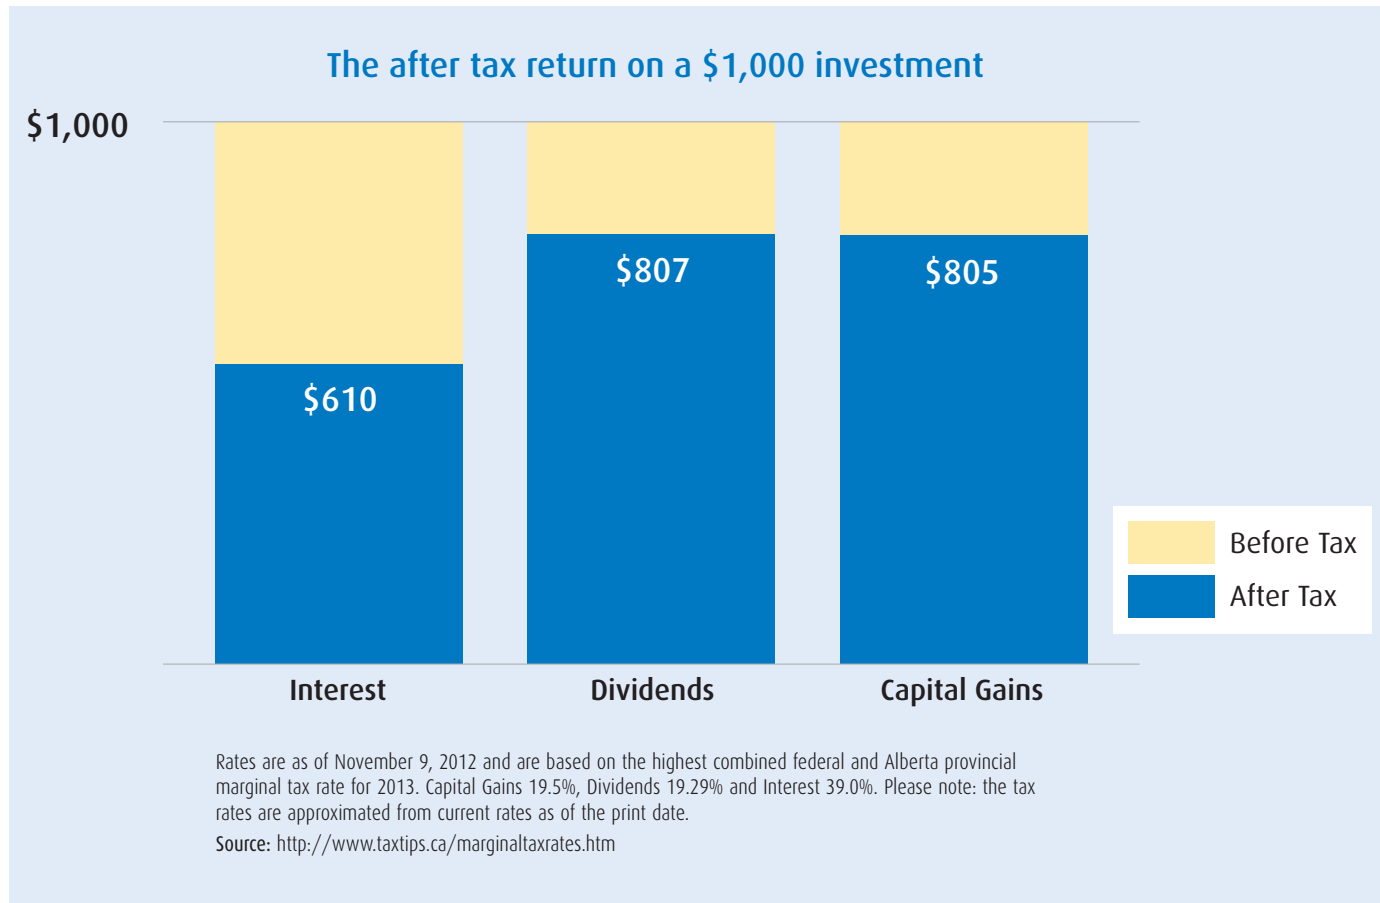 The after tax return on a $1,000 investment
$1,000
$610
$807
$805
Before Tax
After Tax
Interest
Dividends
Capital Gains
Rates are as of November 9, 2012 and are based on the highest combined federal and Alberta provincial
marginal tax rate for 2013. Capital Gains 19.5%, Dividends 19.29% and Interest 39.0%. Please note: the tax
rates are approximated from current rates as of the print date.
Source: http://www.taxtips.ca/marginaltaxrates.htm